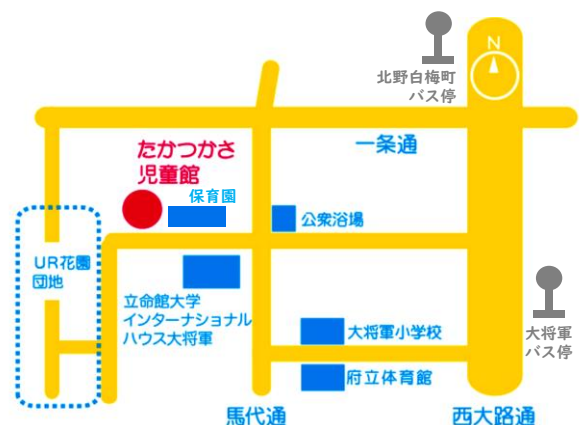 N
北野白梅町
バス停
一条通
たかつかさ
児童館
保育園
公衆浴場
UR花園
団地
立命館大学
インターナショナル
ハウス大将軍
大将軍小学校
大将軍
バス停
府立体育館
馬代通
西大路通